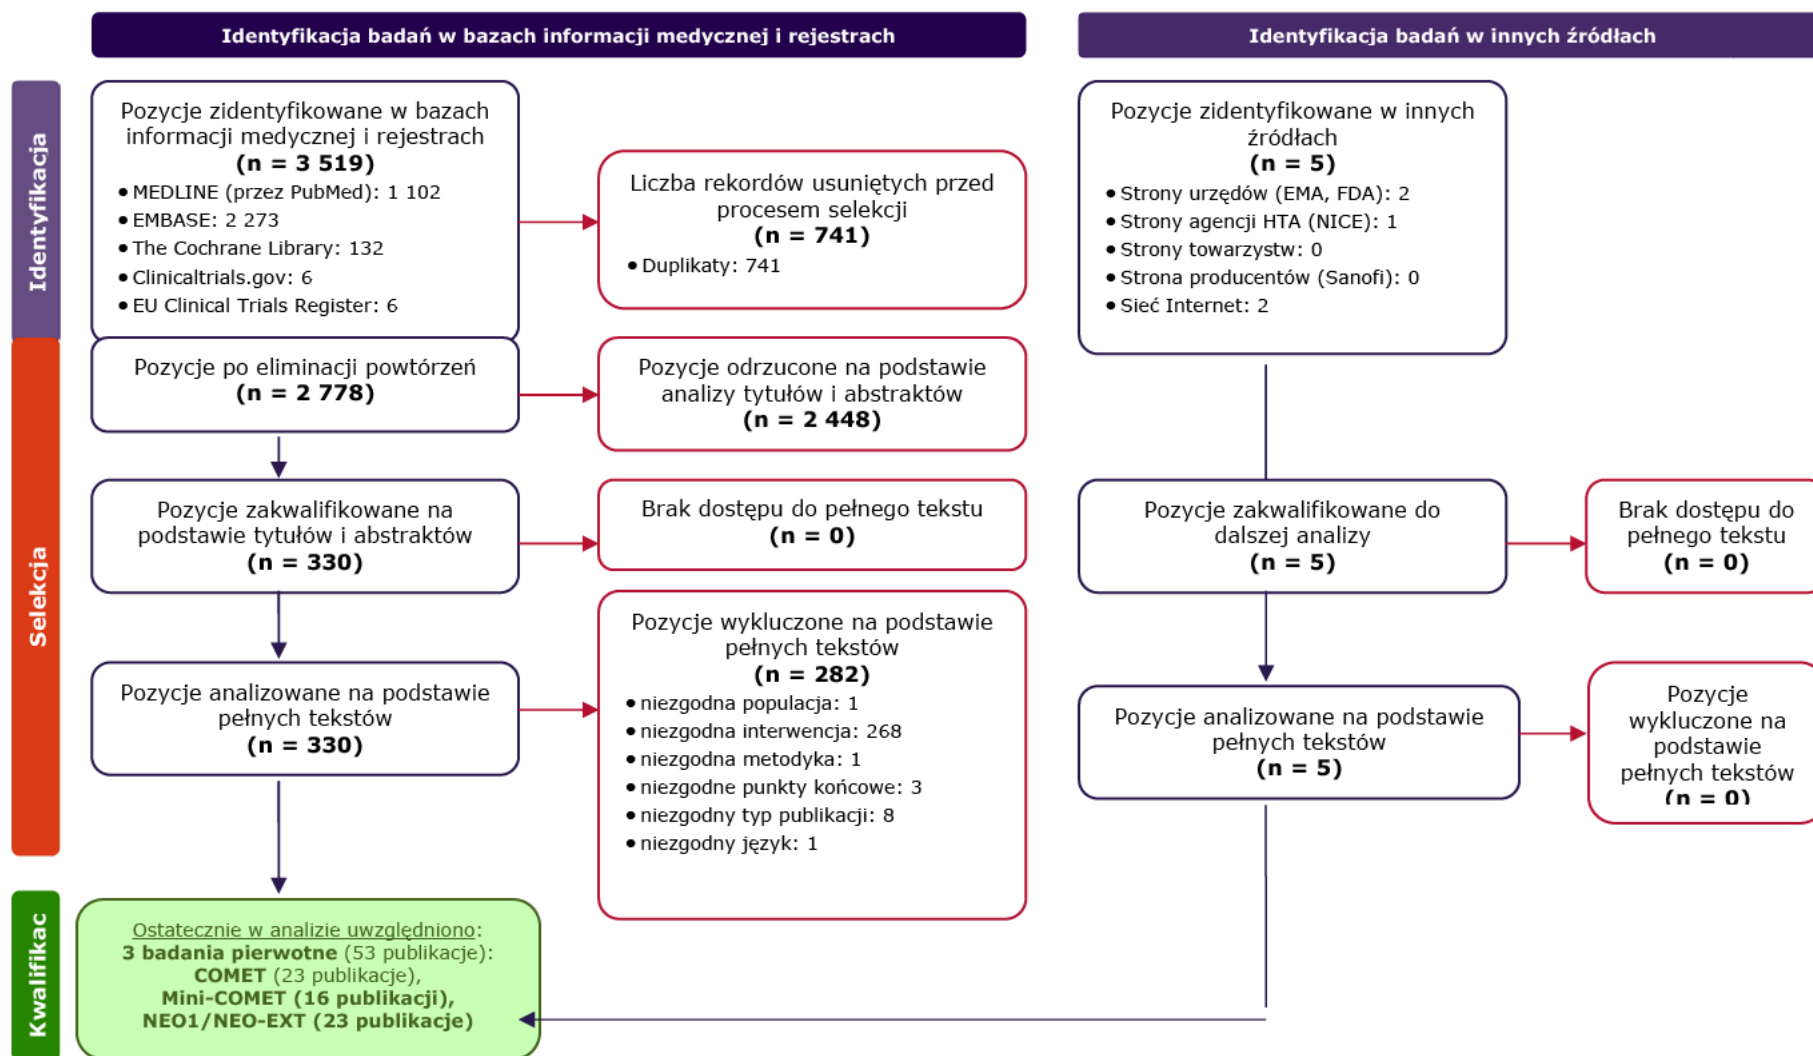 Identyfikacja badań w bazach informacji medycznej i rejestrach
Identyfikacja badań w innych źródłach
Identyfikacja
Pozycje zidentyfikowane w bazach
informacji medycznej i rejestrach
(n = 3 519)
• MEDLINE (przez PubMed): 1 102
• EMBASE: 2 273
• The Cochrane Library: 132
• Clinicaltrials.gov: 6
• EU Clinical Trials Register: 6
Liczba rekordów usuniętych przed
procesem selekcji
(n = 741)
• Duplikaty: 741
Pozycje zidentyfikowane w innych
źródłach
(n = 5)
• Strony urzędów (EMA, FDA): 2
• Strony agencji HTA (NICE): 1
• Strony towarzystw: 0
• Strona producentów (Sanofi): 0
• Sieć Internet: 2
Selekcja
Pozycje po eliminacji powtórzeń
(n = 2 778)
Pozycje odrzucone na podstawie
analizy tytułów i abstraktów
(n = 2 448)
Pozycje zakwalifikowane na
podstawie tytułów i abstraktów
(n = 330)
Brak dostępu do pełnego tekstu
(n = 0)
Pozycje zakwalifikowane do
dalszej analizy
(n = 5)
Brak dostępu do
pełnego tekstu
(n = 0)
Pozycje analizowane na podstawie
pełnych tekstów
(n = 330)
Pozycje wykluczone na podstawie
pełnych tekstów
(n = 282)
• niezgodna populacja: 1
• niezgodna interwencja: 268
• niezgodna metodyka: 1
• niezgodne punkty końcowe: 3
• niezgodny typ publikacji: 8
• niezgodny język: 1
Pozycje analizowane na podstawie
pełnych tekstów
(n = 5)
Pozycje
wykluczone na
podstawie
pełnych tekstów
(n = 0)
Kwalifikac
Ostatecznie w analizie uwzględniono:
3 badania pierwotne (53 publikacje):
COMET (23 publikacje),
Mini-COMET (16 publikacji),
NEO1/NEO-EXT (23 publikacje)